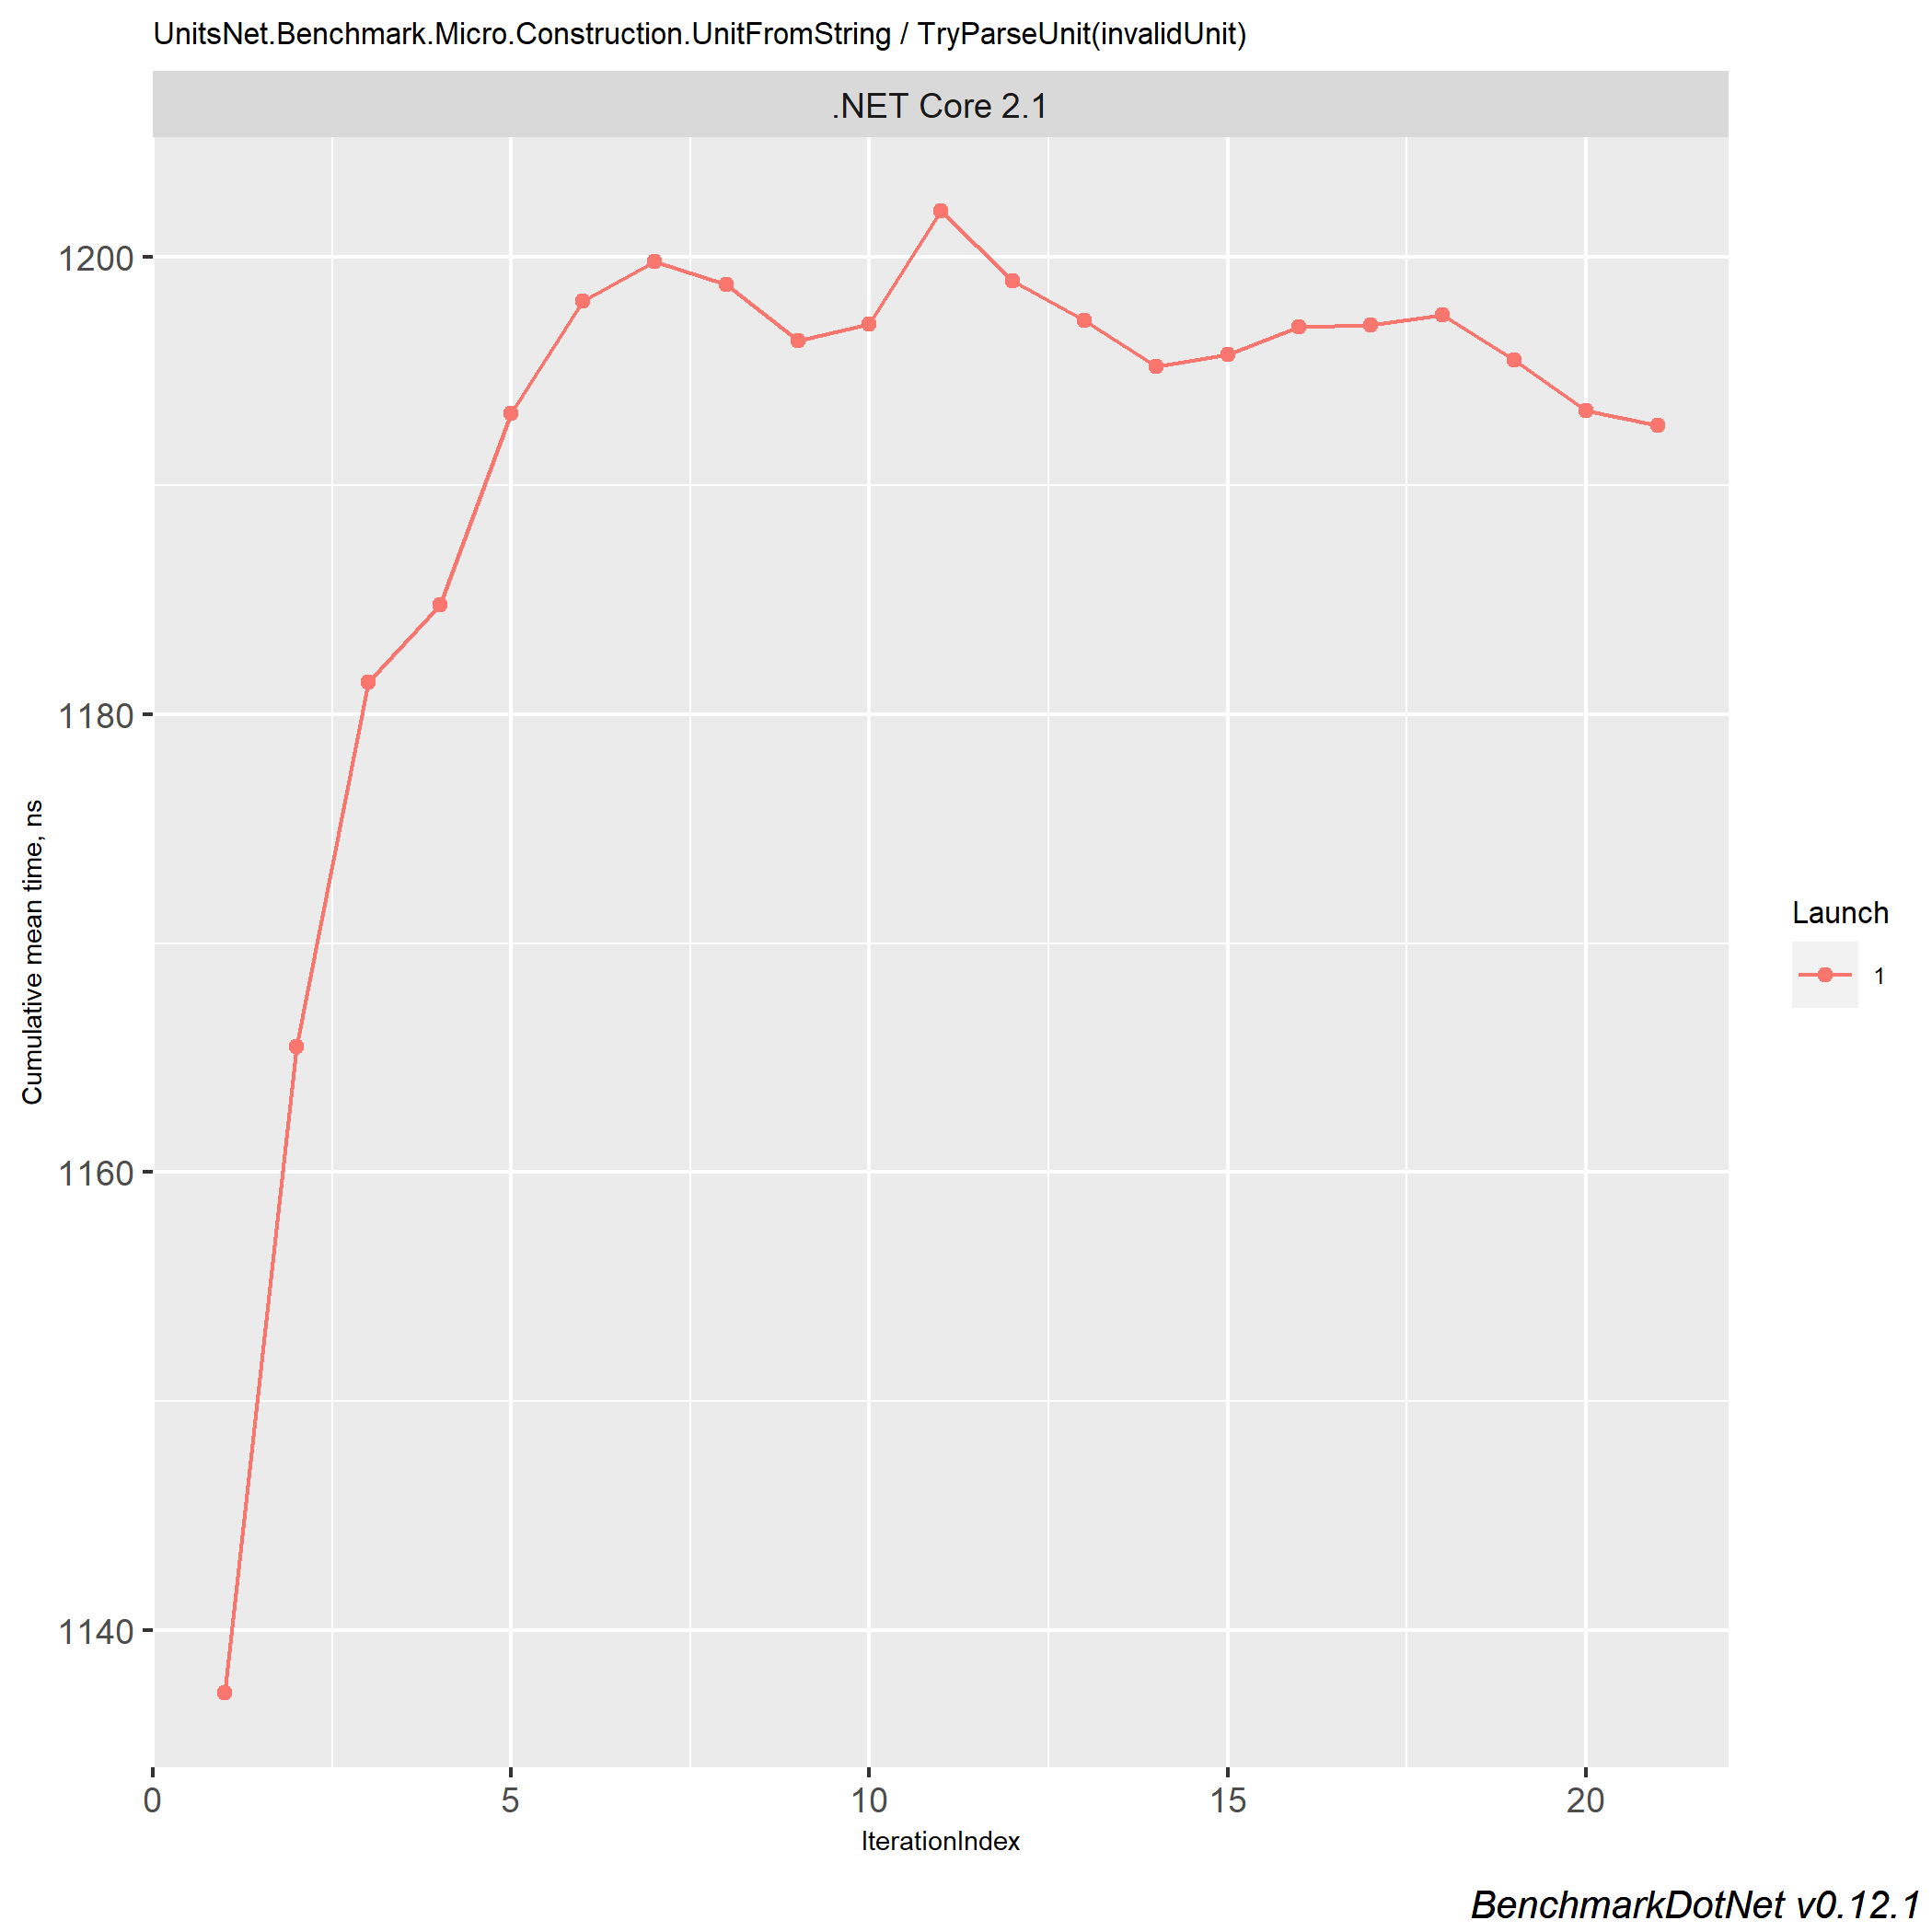 UnitsNet.Benchmark.Micro.Construction.UnitFromString / TryParseUnit(invalidUnit)
.NET Core 2.1
1200
1180
1160
1140
Cumulative mean time, ns
0 5 10 15 20
IterationIndex
Launch
1
BenchmarkDotNet v0.12.1